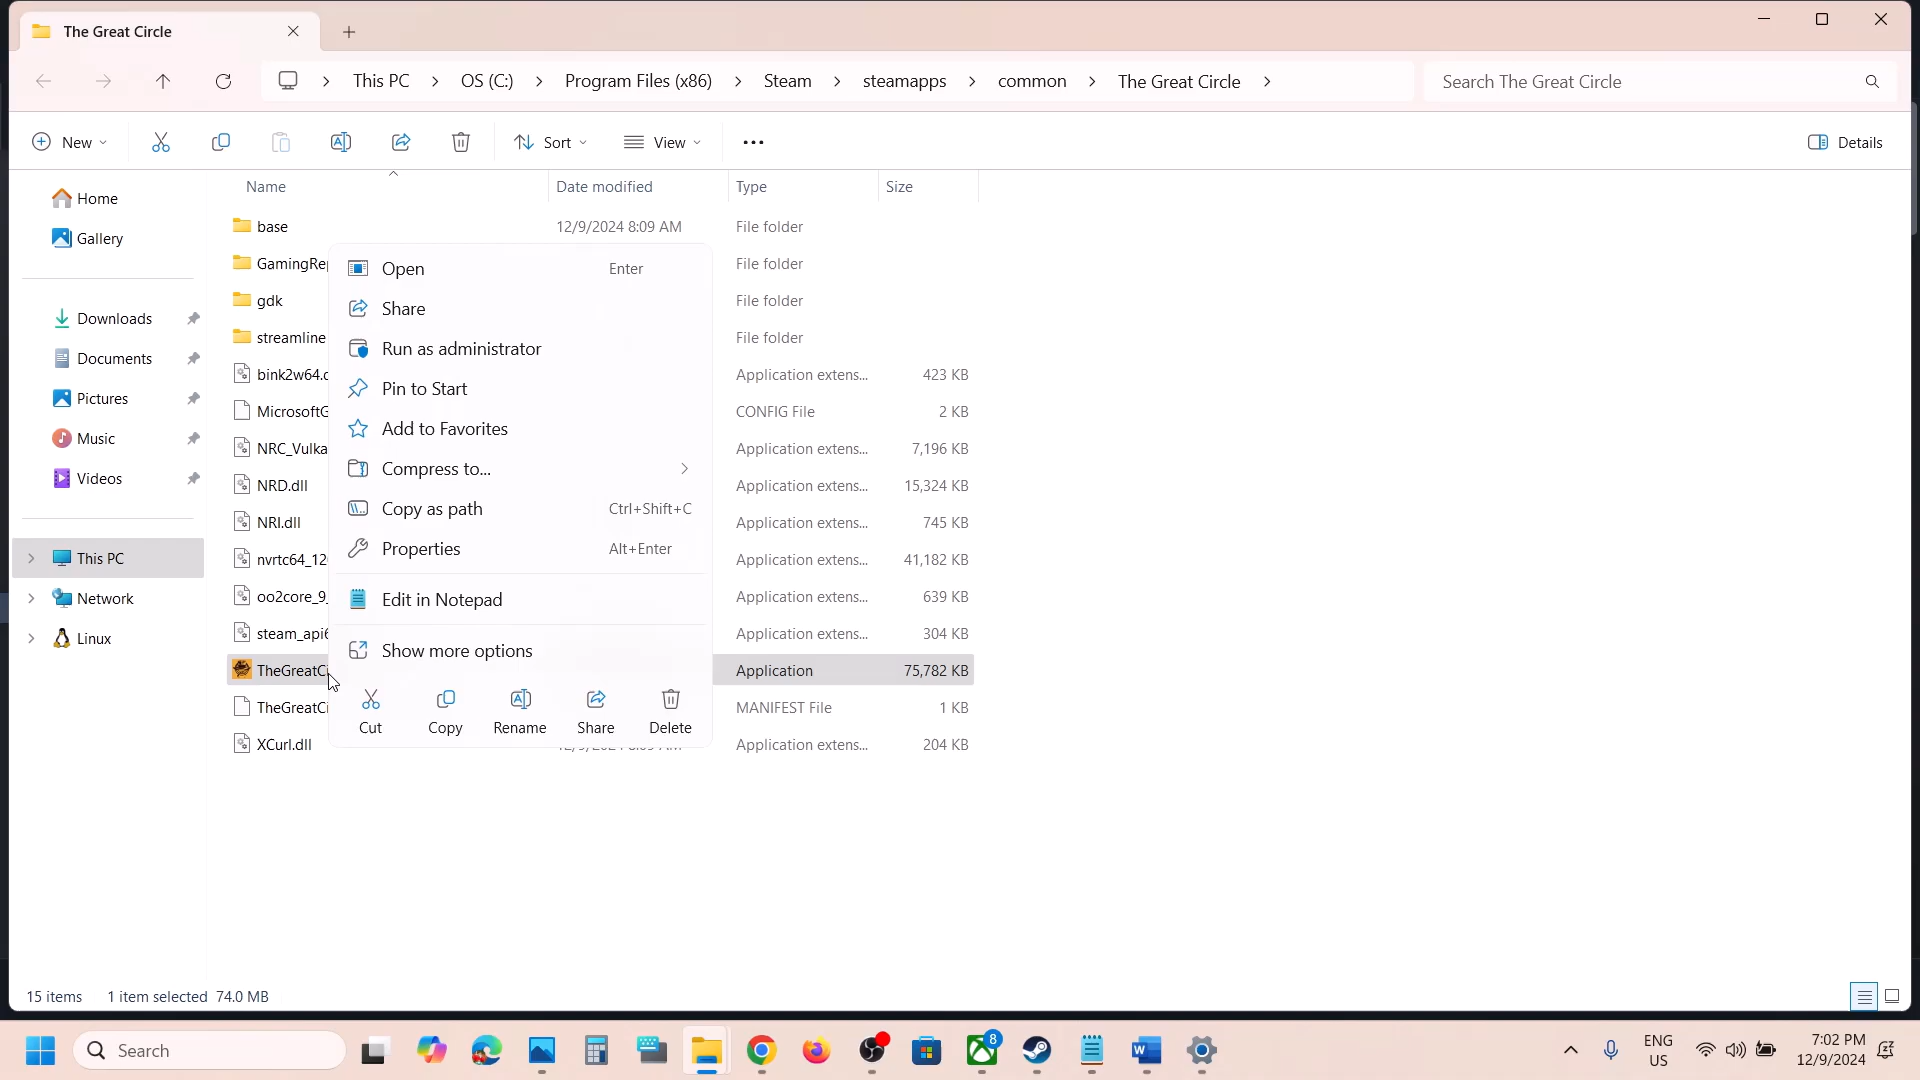 The Great Circle
This PC > OS (C:) > Program Files (x86) > Steam > steamapps > common > The Great Circle >
Search The Great Circle
New
Sort
View
Details
Name Date modified Type Size
Home
Gallery
Downloads
Documents
Pictures
Music
Videos
This PC
Network
Linux
base 12/9/2024 8:09 AM File folder
GamingRe File folder
gdk File folder
streamline File folder
bink2w64.d Application extens... 423 KB
MicrosoftG CONFIG File 2 KB
NRC_Vulka Application extens... 7,196 KB
NRD.dll Application extens... 15,324 KB
NRI.dll Application extens... 745 KB
nvrtc64_12 Application extens... 41,182 KB
oo2core_9_ Application extens... 639 KB
steam_api6 Application extens... 304 KB
TheGreatCi Application 75,782 KB
TheGreatCi MANIFEST File 1 KB
XCurl.dll Application extens... 204 KB
Open Enter
Share
Run as administrator
Pin to Start
Add to Favorites
Compress to...
Copy as path Ctrl+Shift+C
Properties Alt+Enter
Edit in Notepad
Show more options
Cut Copy Rename Share Delete
15 items 1 item selected 74.0 MB
Search
8
ENG
US
7:02 PM
12/9/2024